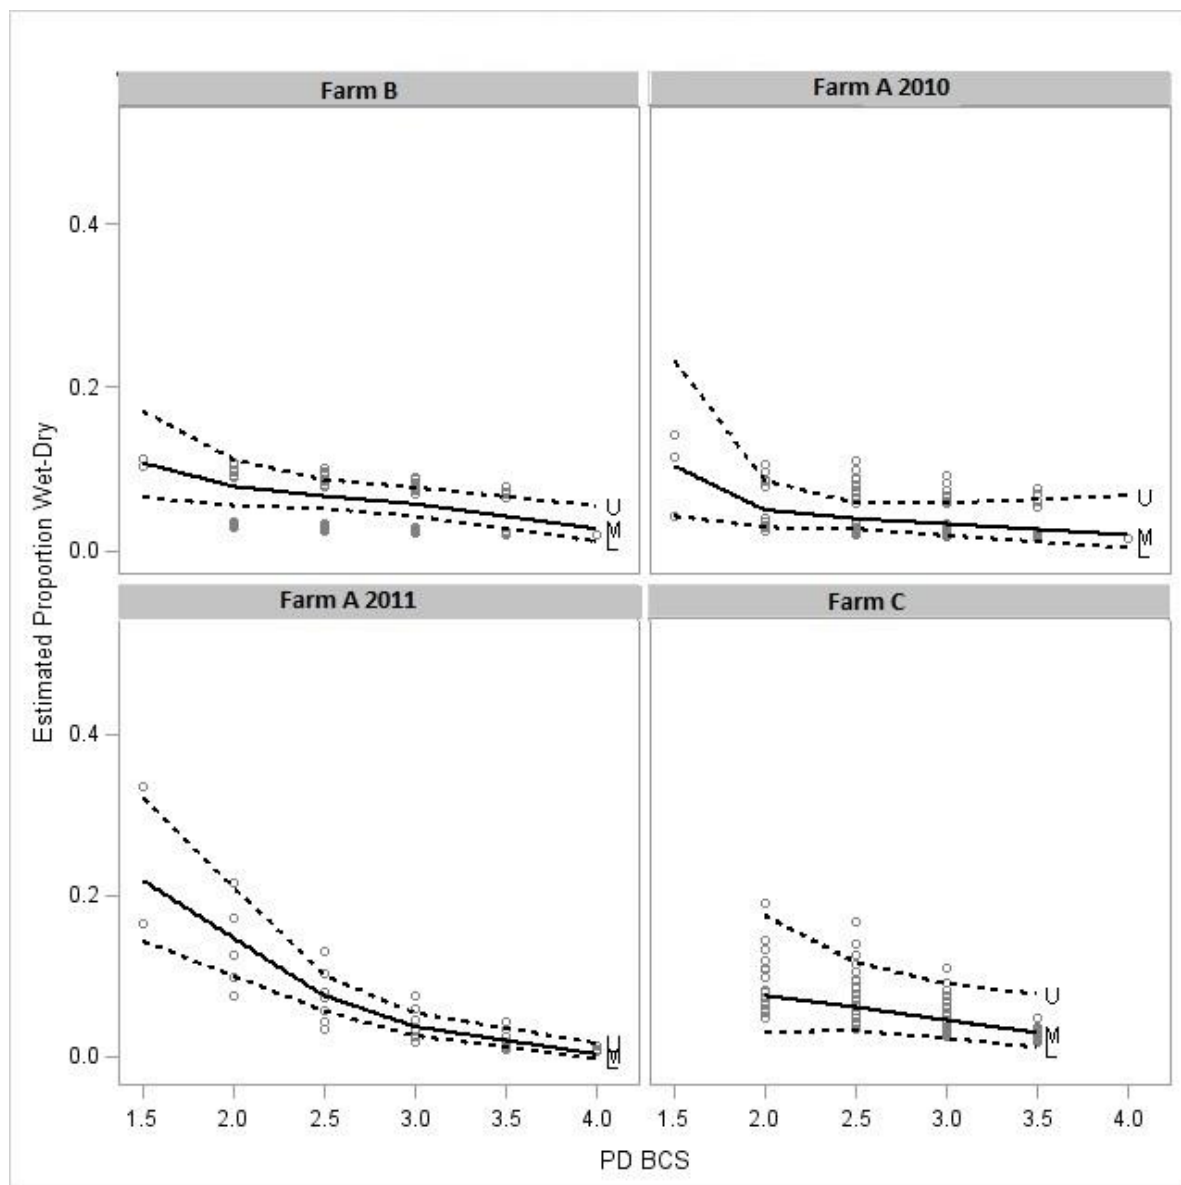 Farm B
Farm A 2010
0.4
0.2
0.0
U
M
L
U
M
L
Farm A 2011
Farm C
0.4
0.2
0.0
U
M
L
U
M
L
1.5 2.0 2.5 3.0 3.5 4.0
1.5 2.0 2.5 3.0 3.5 4.0
PD BCS
Estimated Proportion Wet-Dry